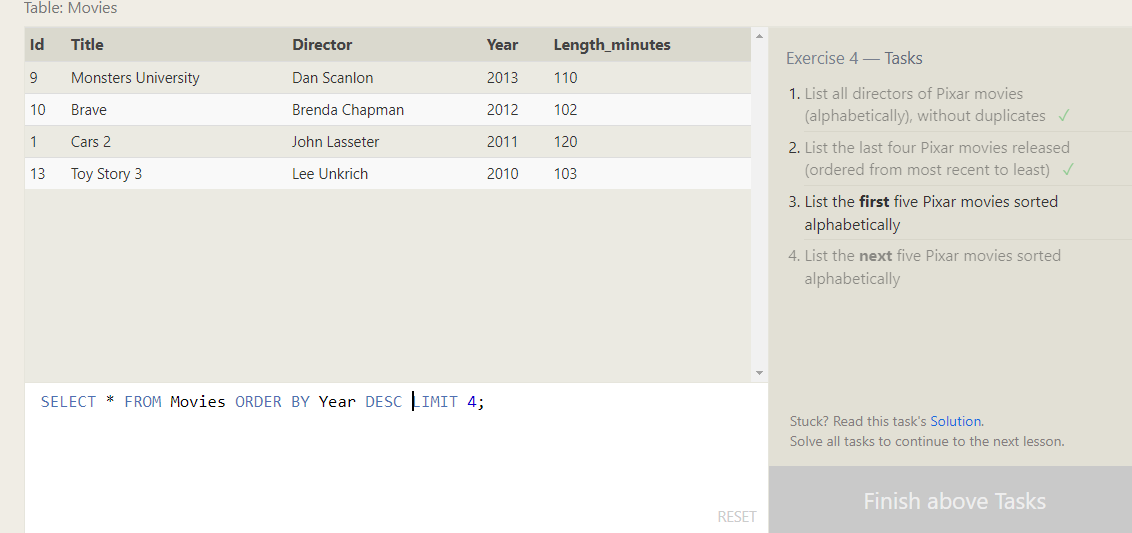 Table: Movies
Id Title Director Year Length_minutes
9 Monsters University Dan Scanlon 2013 110
10 Brave Brenda Chapman 2012 102
1 Cars 2 John Lasseter 2011 120
13 Toy Story 3 Lee Unkrich 2010 103
SELECT * FROM Movies ORDER BY Year DESC LIMIT 4;
RESET
Exercise 4 — Tasks
1. List all directors of Pixar movies
(alphabetically), without duplicates ✓
2. List the last four Pixar movies released
(ordered from most recent to least) ✓
3. List the first five Pixar movies sorted
alphabetically
4. List the next five Pixar movies sorted
alphabetically
Stuck? Read this task's Solution.
Solve all tasks to continue to the next lesson.
Finish above Tasks